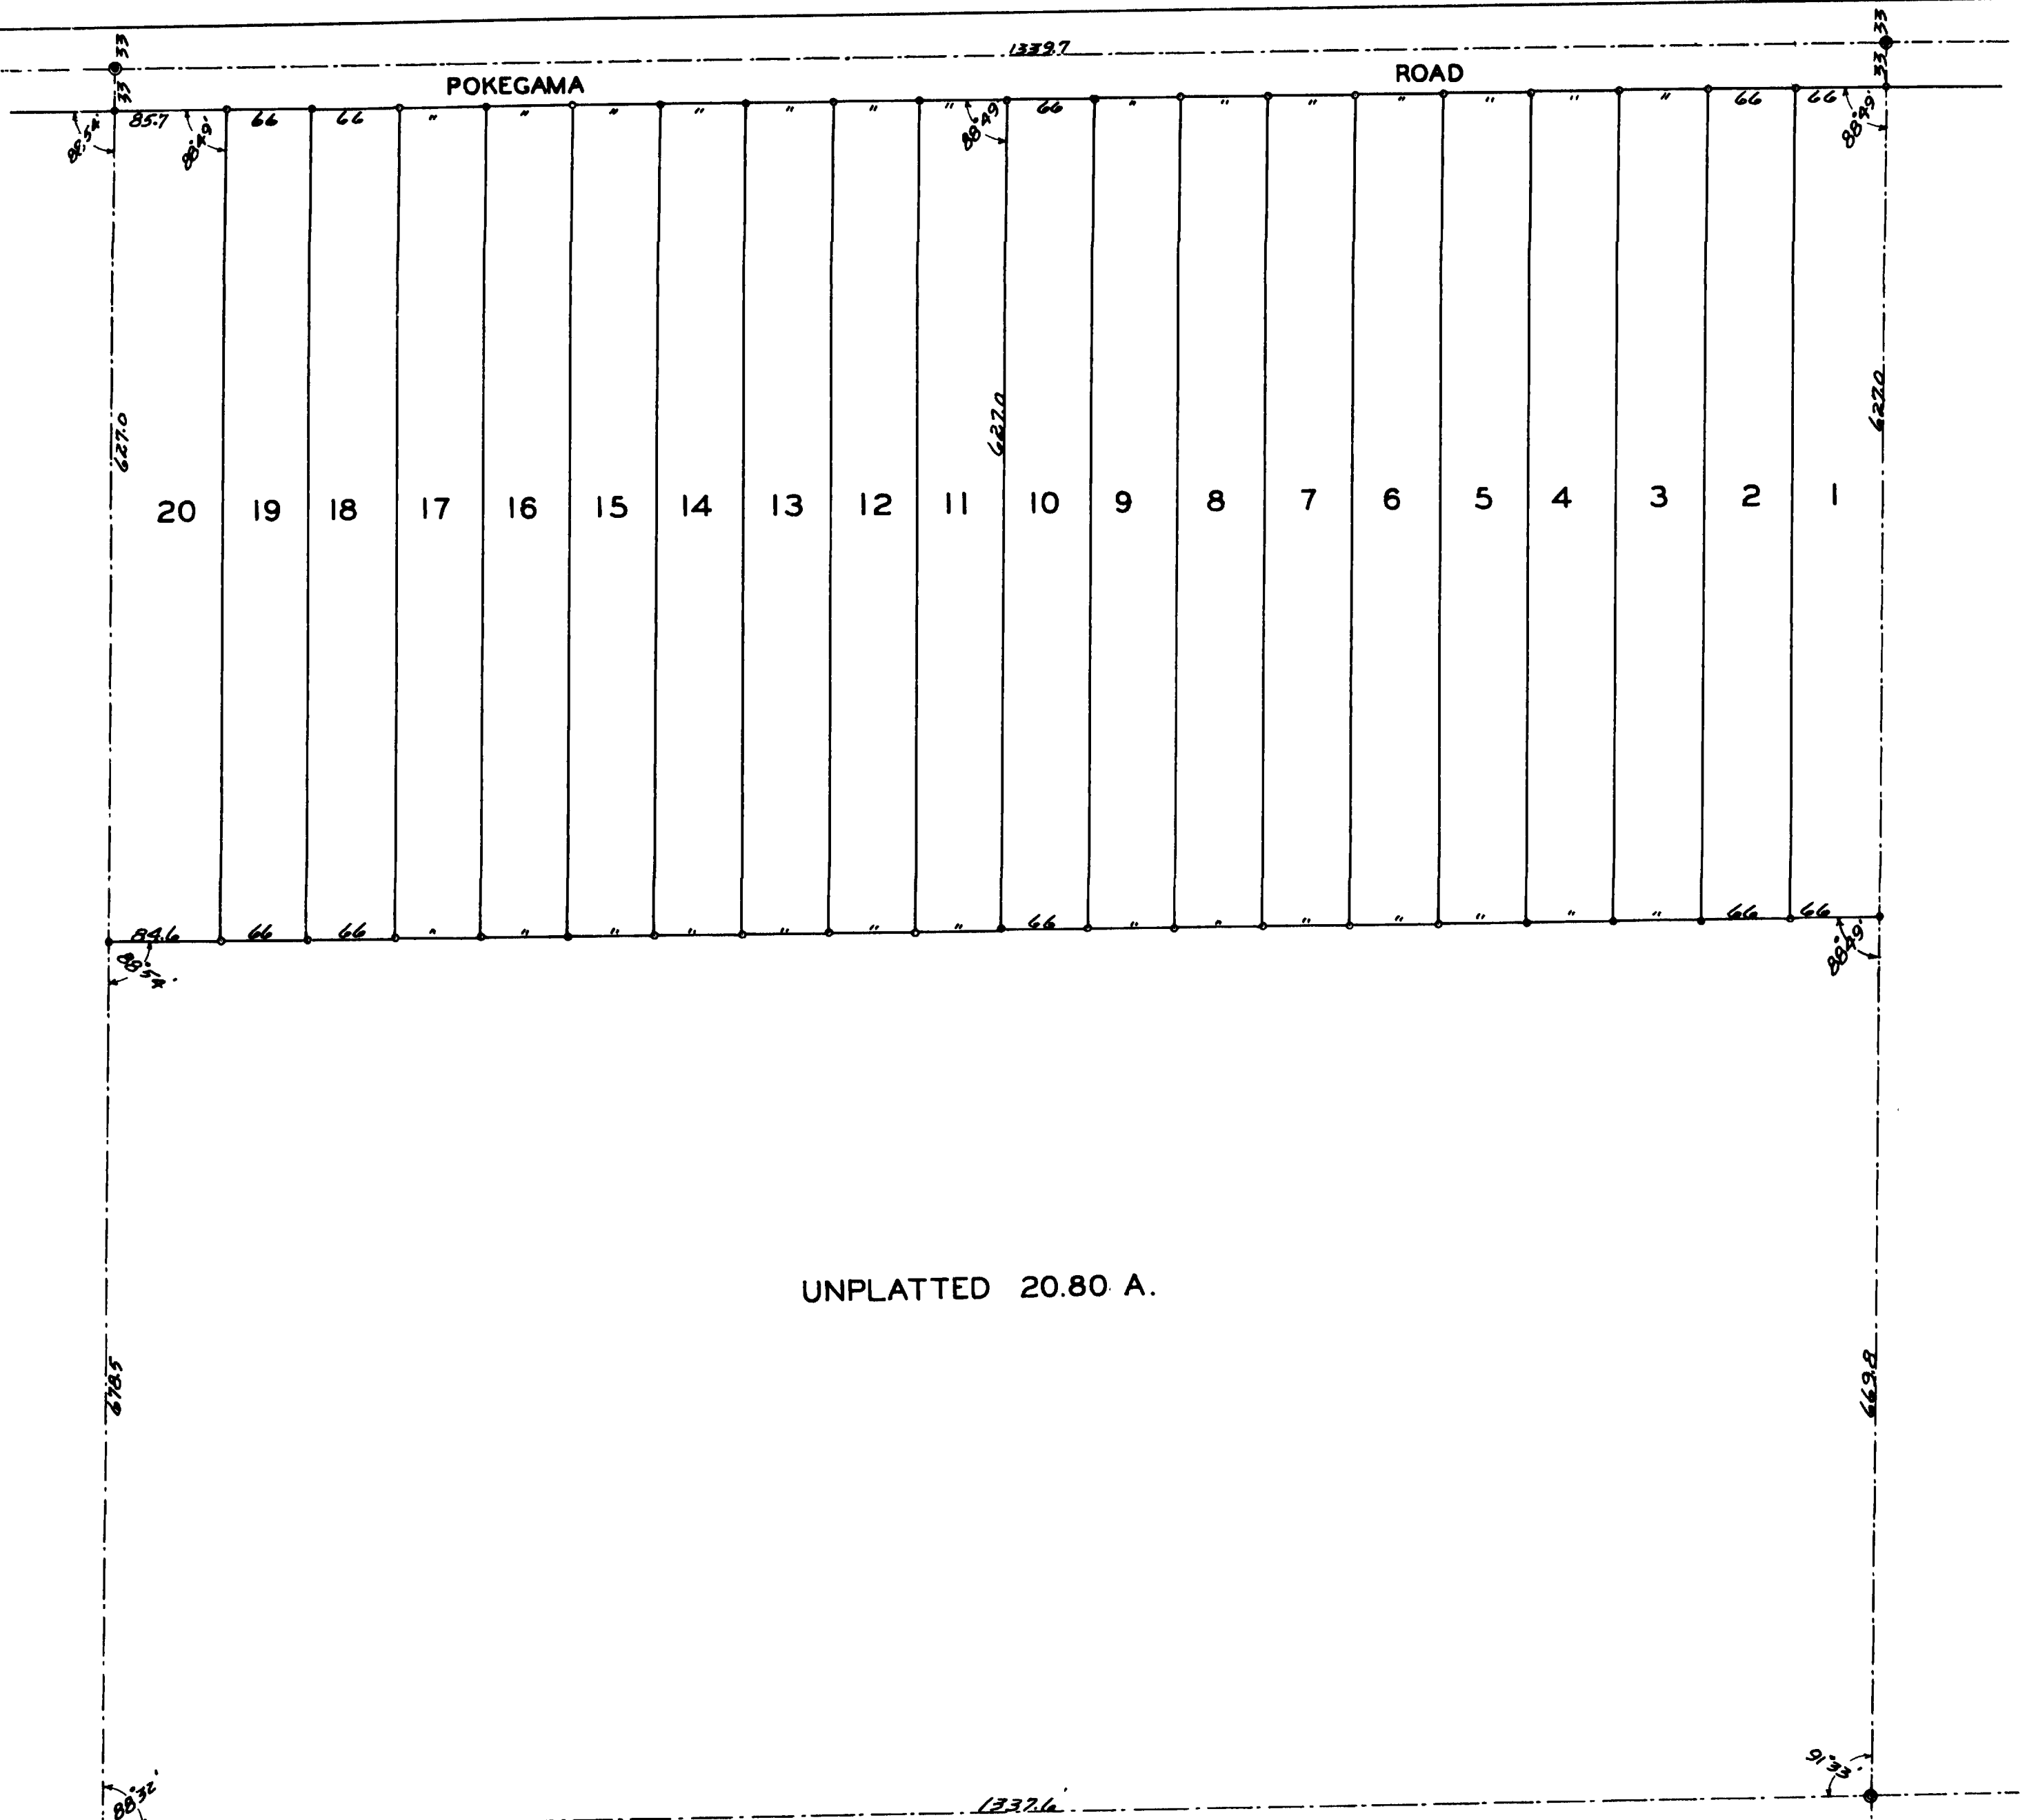 33 1339.7 33
33 POKEGAMA ROAD 33
85.7 66 66 " " " " " " " 66 " " " " " " " 66 66
88°54' 88°49' 88°49' 88°49'
627.0 627.0 627.0
20 19 18 17 16 15 14 13 12 11 10 9 8 7 6 5 4 3 2 1
84.6 66 66 " " " " " " " 66 " " " " " " " 66 66
88°54' 88°49'
UNPLATTED 20.80 A.
678.5 669.8
88°32' 1337.6' 91°33'